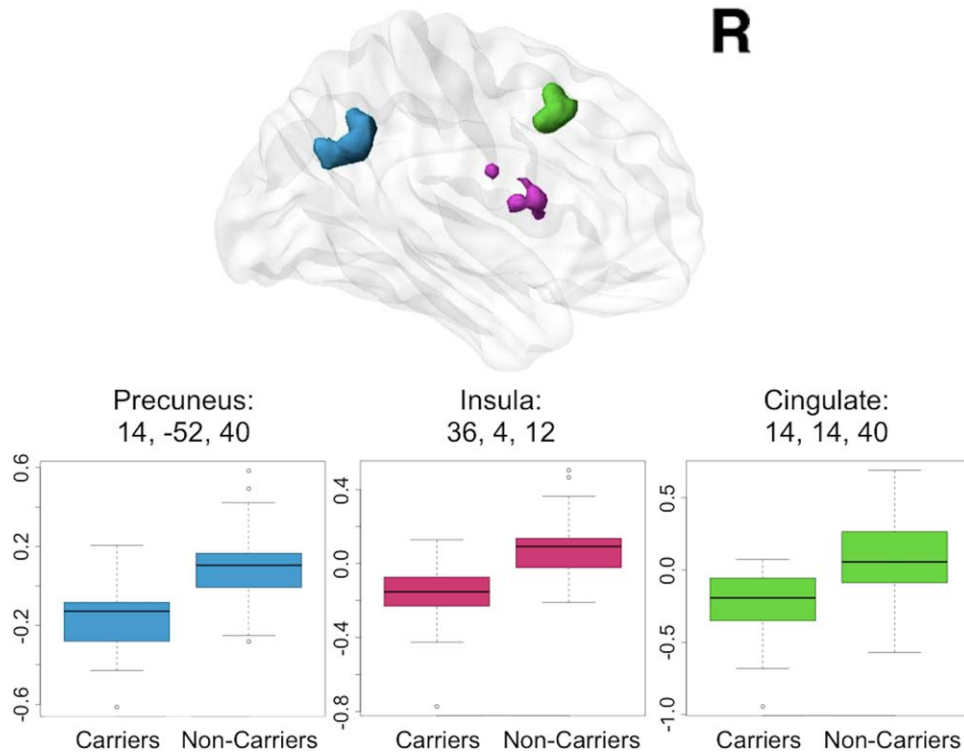 R
Precuneus:
14, -52, 40
0.6
0.2
-0.2
-0.6
Carriers Non-Carriers
Insula:
36, 4, 12
0.4
0.0
-0.4
-0.8
Carriers Non-Carriers
Cingulate:
14, 14, 40
0.5
0.0
-0.5
-1.0
Carriers Non-Carriers